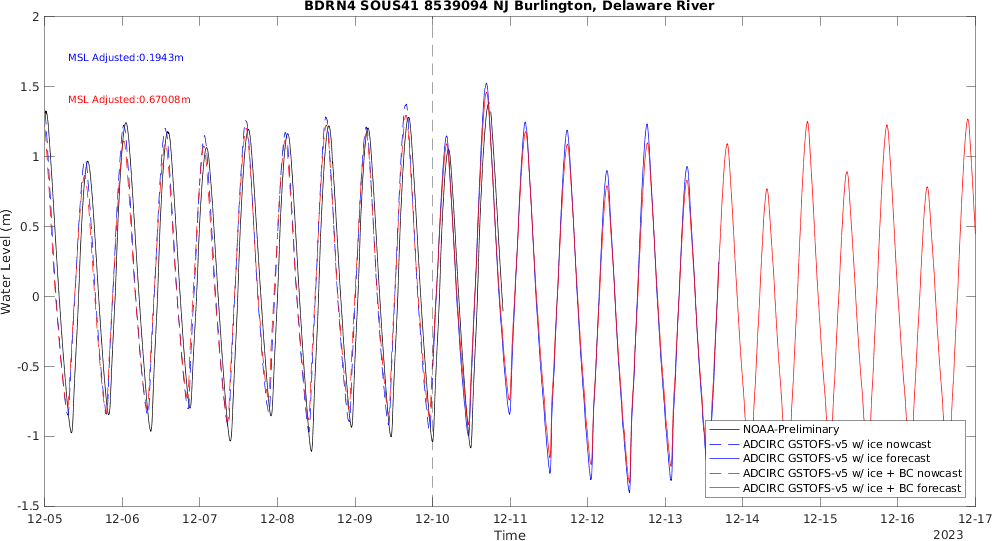 BDRN4 SOUS41 8539094 NJ Burlington, Delaware River
MSL Adjusted:0.1943m
MSL Adjusted:0.67008m
Water Level (m)
2
1.5
1
0.5
0
-0.5
-1
-1.5
NOAA-Preliminary
ADCIRC GSTOFS-v5 w/ ice nowcast
ADCIRC GSTOFS-v5 w/ ice forecast
ADCIRC GSTOFS-v5 w/ ice + BC nowcast
ADCIRC GSTOFS-v5 w/ ice + BC forecast
12-05 12-06 12-07 12-08 12-09 12-10 12-11 12-12 12-13 12-14 12-15 12-16 12-17
Time
2023